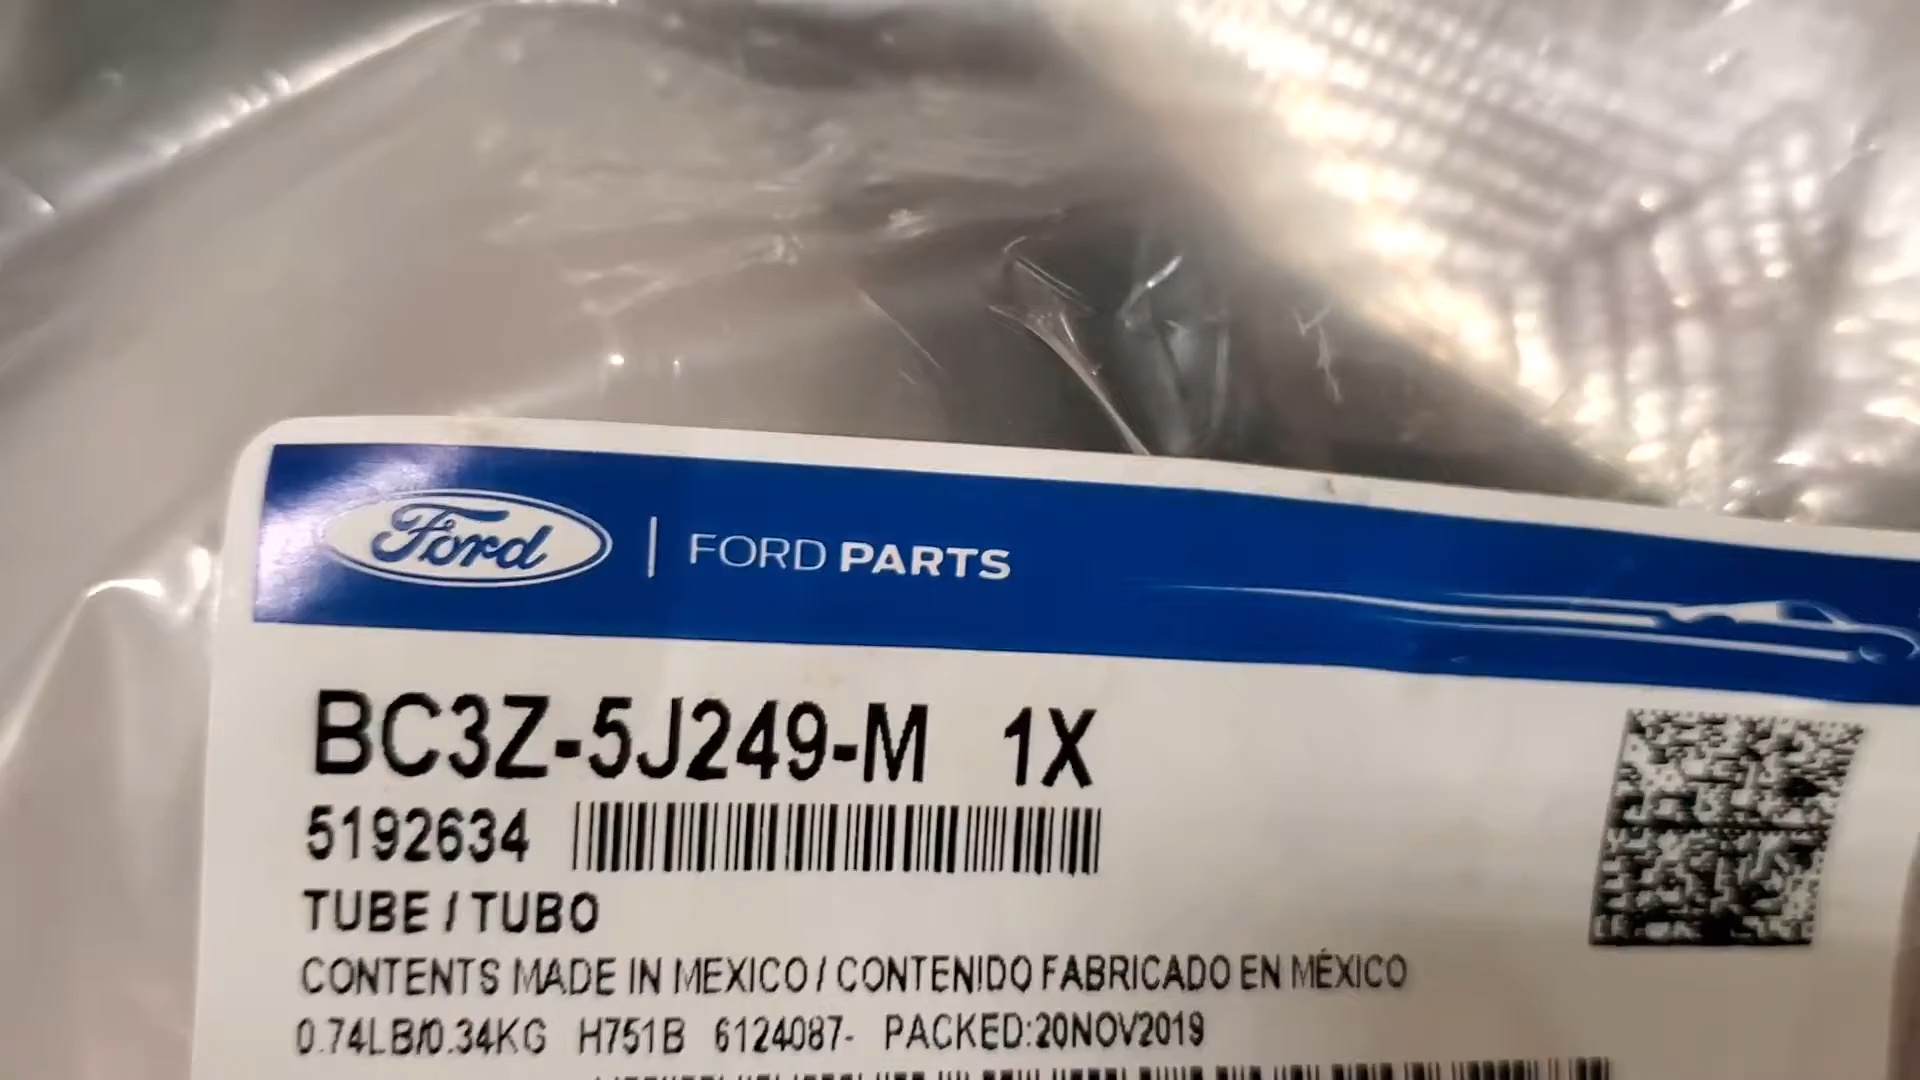 Ford | FORD PARTS
BC3Z-5J249-M 1X
5192634
TUBE / TUBO
CONTENTS MADE IN MEXICO / CONTENIDO FABRICADO EN MÉXICO
0.74LB/0.34KG H751B 6124087- PACKED:20NOV2019